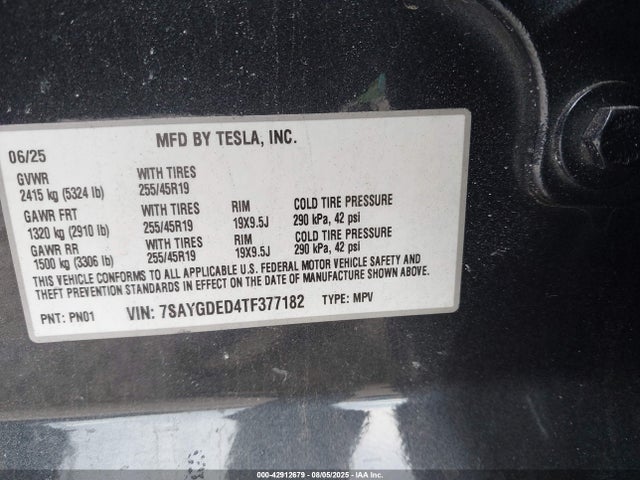 MFD BY TESLA, INC.
06/25
GVWR WITH TIRES
2415 kg (5324 lb) 255/45R19
GAWR FRT WITH TIRES RIM COLD TIRE PRESSURE
1320 kg (2910 lb) 255/45R19 19X9.5J 290 kPa, 42 psi
GAWR RR WITH TIRES RIM COLD TIRE PRESSURE
1500 kg (3306 lb) 255/45R19 19X9.5J 290 kPa, 42 psi
THIS VEHICLE CONFORMS TO ALL APPLICABLE U.S. FEDERAL MOTOR VEHICLE SAFETY AND
THEFT PREVENTION STANDARDS IN EFFECT ON THE DATE OF MANUFACTURE SHOWN ABOVE.
PNT: PN01 VIN: 7SAYGDED4TF377182 TYPE: MPV
000-42912679 - 08/05/2025 - IAA Inc.